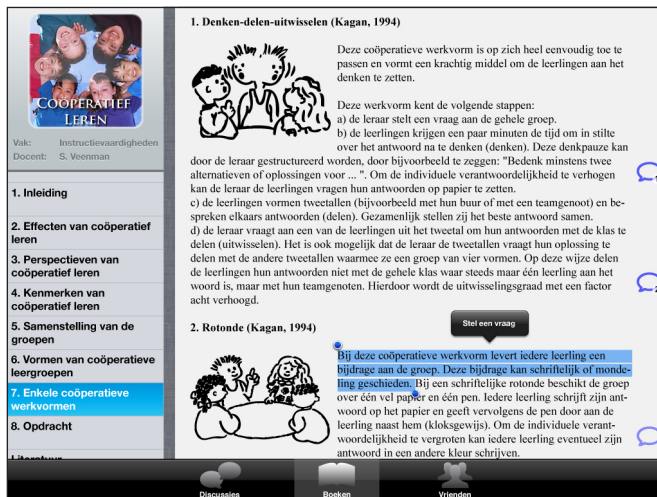 COÖPERATIEF
LEREN
Vak: Instructievaardigheden
Docent: S. Veenman
1. Inleiding
2. Effecten van coöperatief
leren
3. Perspectieven van
coöperatief leren
4. Kenmerken van
coöperatief leren
5. Samenstelling van de
groepen
6. Vormen van coöperatieve
leergroepen
7. Enkele coöperatieve
werkvormen
8. Opdracht
Literatuur
1. Denken-delen-uitwisselen (Kagan, 1994)
Deze coöperatieve werkvorm is op zich heel eenvoudig toe te
passen en vormt een krachtig middel om de leerlingen aan het
denken te zetten.
Deze werkvorm kent de volgende stappen:
a) de leraar stelt een vraag aan de gehele groep.
b) de leerlingen krijgen een paar minuten de tijd om in stilte
over het antwoord na te denken (denken). Deze denkpauze kan
door de leraar gestructureerd worden, door bijvoorbeeld te zeggen: "Bedenk minstens twee
alternatieven of oplossingen voor ... ". Om de individuele verantwoordelijkheid te verhogen
kan de leraar de leerlingen vragen hun antwoorden op papier te zetten.
c) de leerlingen vormen tweetallen (bijvoorbeeld met hun buur of met een teamgenoot) en be-
spreken elkaars antwoorden (delen). Gezamenlijk stellen zij het beste antwoord samen.
d) de leraar vraagt aan een van de leerlingen uit het tweetal om hun antwoorden met de klas te
delen (uitwisselen). Het is ook mogelijk dat de leraar de tweetallen vraagt hun oplossing te
delen met de andere tweetallen waarmee ze een groep van vier vormen. Op deze wijze delen
de leerlingen hun antwoorden niet met de gehele klas waar steeds maar één leerling aan het
woord is, maar met hun teamgenoten. Hierdoor wordt de uitwisselingsgraad met een factor
acht verhoogd.
2. Rotonde (Kagan, 1994)
Stel een vraag
Bij deze coöperatieve werkvorm levert iedere leerling een
bijdrage aan de groep. Deze bijdrage kan schriftelijk of monde-
ling geschieden. Bij een schriftelijke rotonde beschikt de groep
over één vel papier en één pen. Iedere leerling schrijft zijn ant-
woord op het papier en geeft vervolgens de pen door aan de
leerling naast hem (kloksgewijs). Om de individuele verant-
woordelijkheid te vergroten kan iedere leerling eventueel zijn
antwoord in een andere kleur schrijven.
Discussies Boeken Vrienden